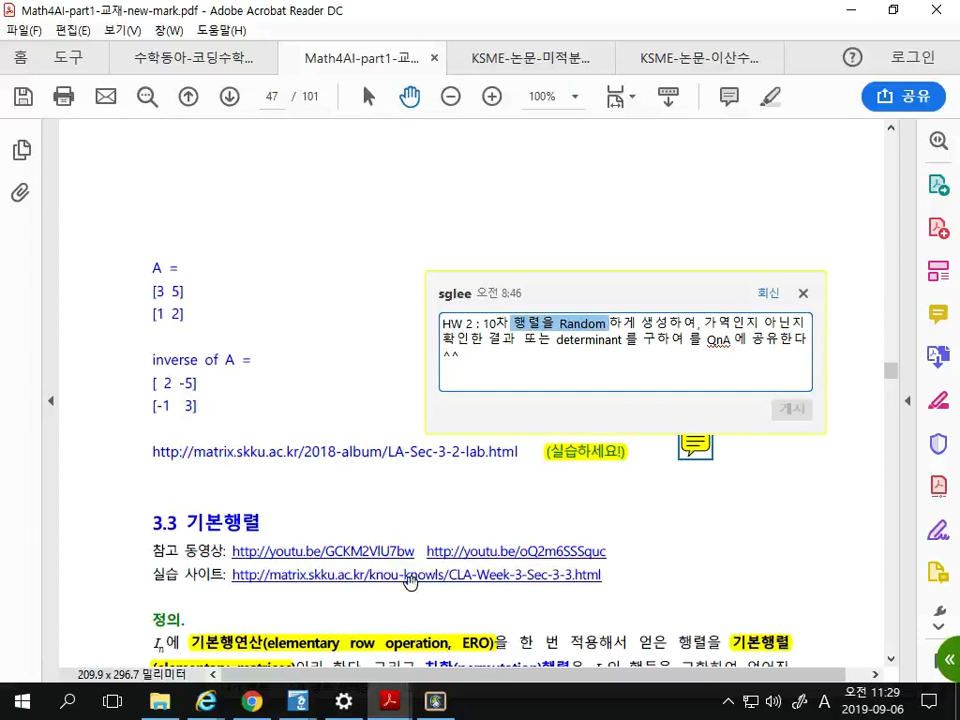 Math4AI-part1-교재-new-mark.pdf - Adobe Acrobat Reader DC
파일(F) 편집(E) 보기(V) 창(W) 도움말(H)
홈 도구 수학동아-코딩수학... Math4AI-part1-교... × KSME-논문-미적분... KSME-논문-이산수... 로그인
47 / 101 100% 공유
A =
[3 5]
[1 2]
inverse of A =
[ 2 -5]
[-1 3]
sglee 오전 8:46 회신
HW 2 : 10차 행렬을 Random하게 생성하여, 가역인지 아닌지
확인한 결과 또는 determinant 를 구하여 를 QnA 에 공유한다
^^
게시
http://matrix.skku.ac.kr/2018-album/LA-Sec-3-2-lab.html (실습하세요!)
3.3 기본행렬
참고 동영상: http://youtu.be/GCKM2VlU7bw http://youtu.be/oQ2m6SSSquc
실습 사이트: http://matrix.skku.ac.kr/knou-knowls/CLA-Week-3-Sec-3-3.html
정의.
Iₙ에 기본행연산(elementary row operation, ERO)을 한 번 적용해서 얻은 행렬을 기본행렬
209.9 x 296.7 밀리미터
A 오전 11:29
2019-09-06